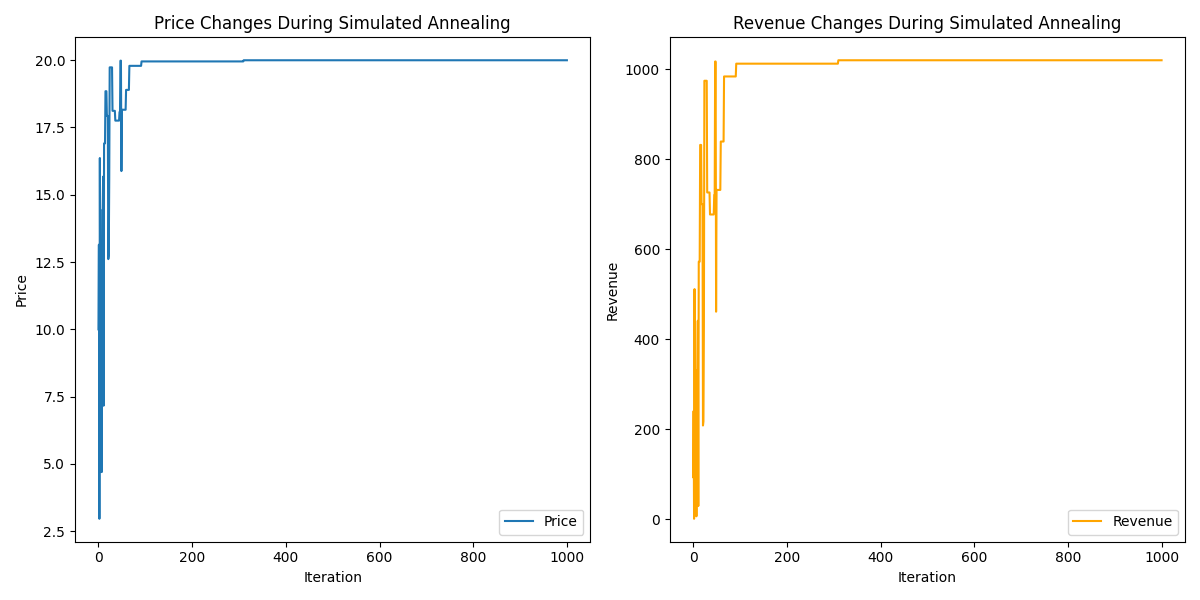 Price Changes During Simulated Annealing
20.0
17.5
15.0
12.5
10.0
7.5
5.0
2.5
Price
0 200 400 600 800 1000
Iteration
Price
Revenue Changes During Simulated Annealing
1000
800
600
400
200
0
Revenue
0 200 400 600 800 1000
Iteration
Revenue